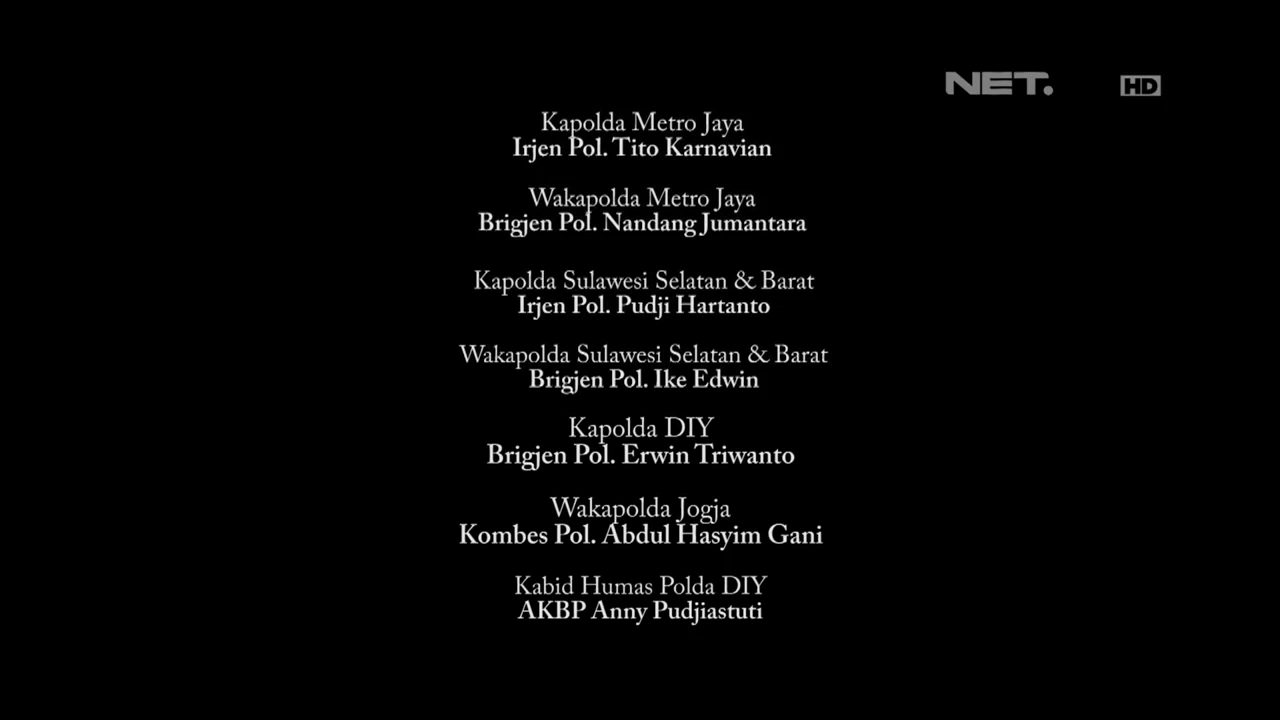 NET.
HD
Kapolda Metro Jaya
Irjen Pol. Tito Karnavian
Wakapolda Metro Jaya
Brigjen Pol. Nandang Jumantara
Kapolda Sulawesi Selatan & Barat
Irjen Pol. Pudji Hartanto
Wakapolda Sulawesi Selatan & Barat
Brigjen Pol. Ike Edwin
Kapolda DIY
Brigjen Pol. Erwin Triwanto
Wakapolda Jogja
Kombes Pol. Abdul Hasyim Gani
Kabid Humas Polda DIY
AKBP Anny Pudjiastuti